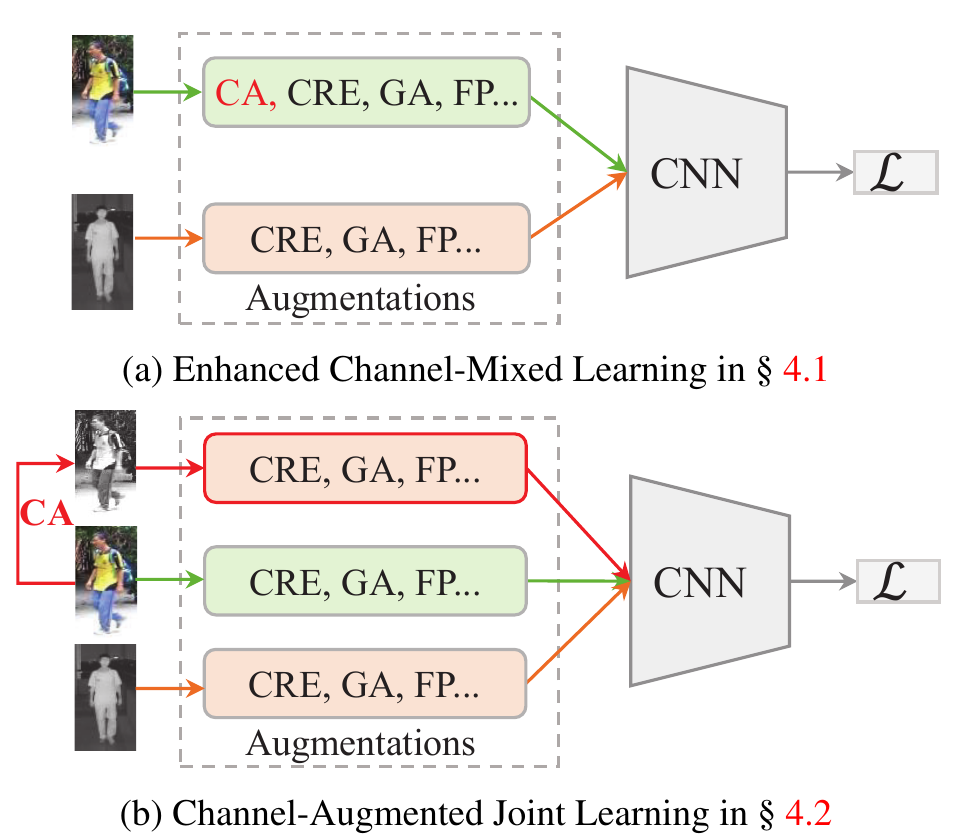 CA, CRE, GA, FP...
CRE, GA, FP...
Augmentations
CNN
ℒ
(a) Enhanced Channel-Mixed Learning in § 4.1
CA
CRE, GA, FP...
CRE, GA, FP...
CRE, GA, FP...
Augmentations
CNN
ℒ
(b) Channel-Augmented Joint Learning in § 4.2